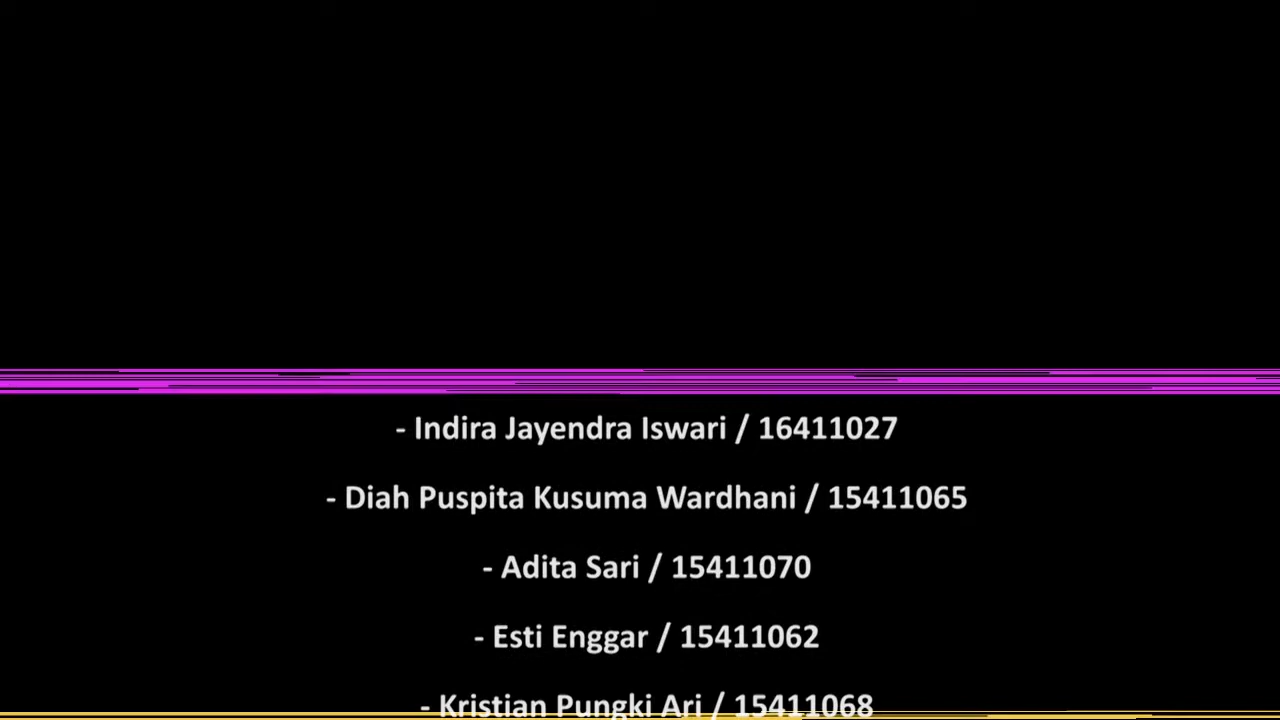 - Indira Jayendra Iswari / 16411027
- Diah Puspita Kusuma Wardhani / 15411065
- Adita Sari / 15411070
- Esti Enggar / 15411062
- Kristian Pungki Ari / 15411068